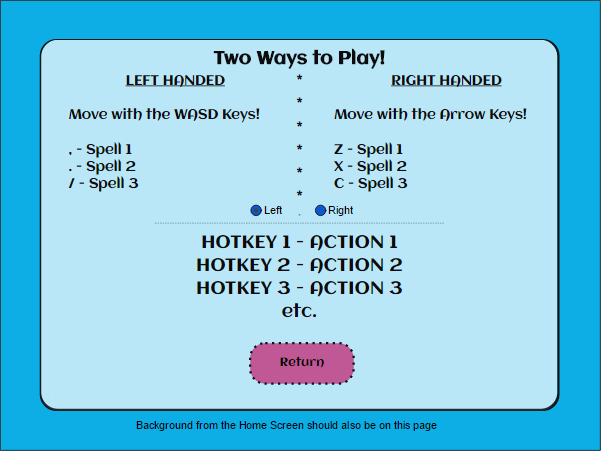 Two Ways to Play!
LEFT HANDED * RIGHT HANDED
*
Move with the WASD Keys! Move with the Arrow Keys!
*
, - Spell 1 * Z - Spell 1
. - Spell 2 * X - Spell 2
/ - Spell 3 C - Spell 3
*
Left . Right
HOTKEY 1 - ACTION 1
HOTKEY 2 - ACTION 2
HOTKEY 3 - ACTION 3
etc.
Return
Background from the Home Screen should also be on this page